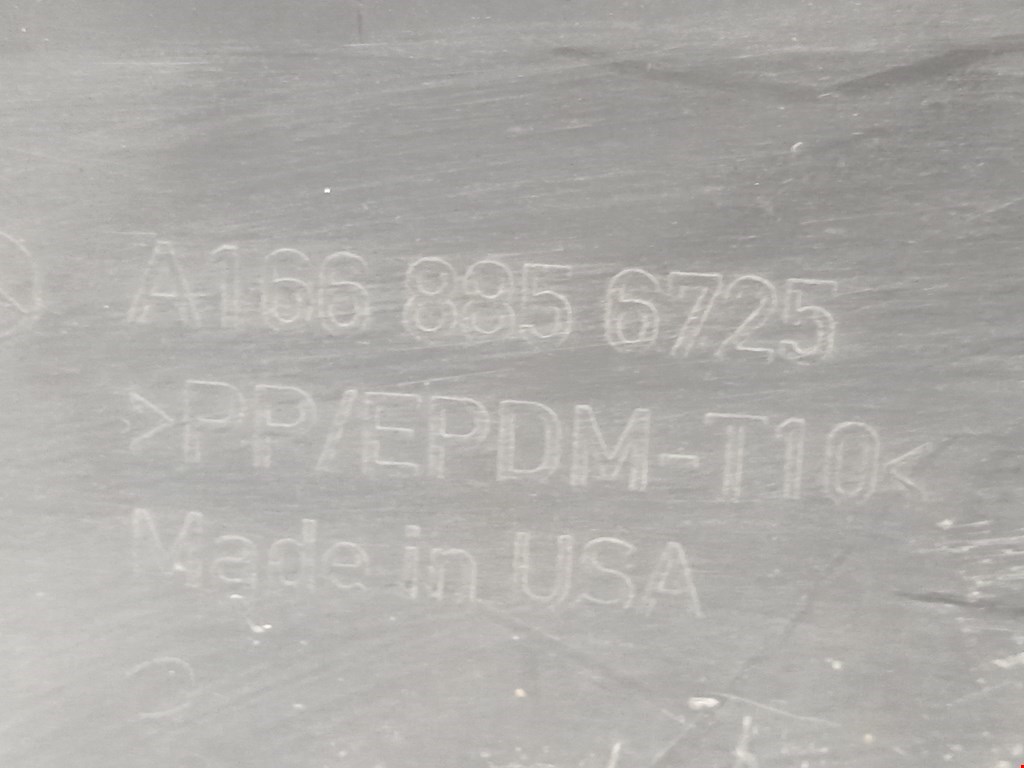 A166 885 6725
>PP/EPDM-T10<
Made in USA